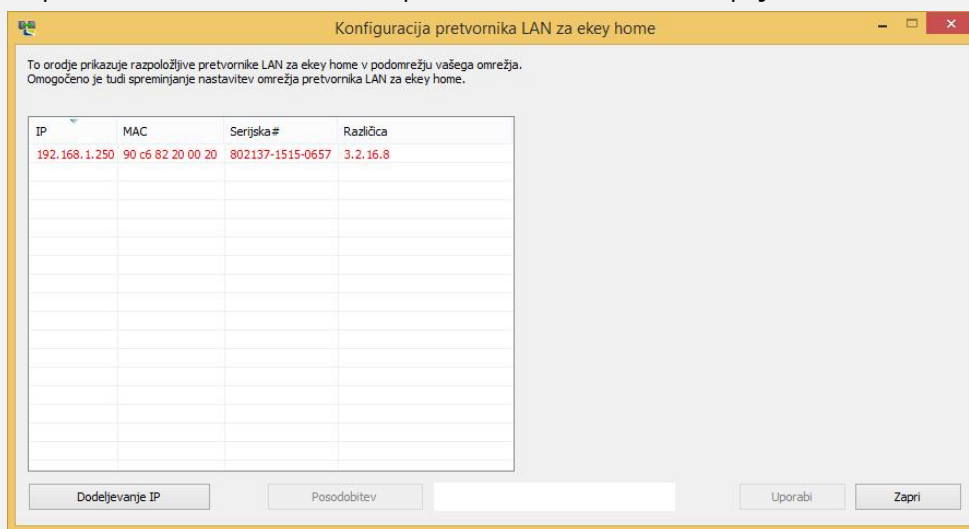 Konfiguracija pretvornika LAN za ekey home
To orodje prikazuje razpoložljive pretvornike LAN za ekey home v podomrežju vašega omrežja.
Omogočeno je tudi spreminjanje nastavitev omrežja pretvornika LAN za ekey home.
IP MAC Serijska# Različica
192.168.1.250 90 c6 82 20 00 20 802137-1515-0657 3.2.16.8
Dodeljevanje IP Posodobitev Uporabi Zapri